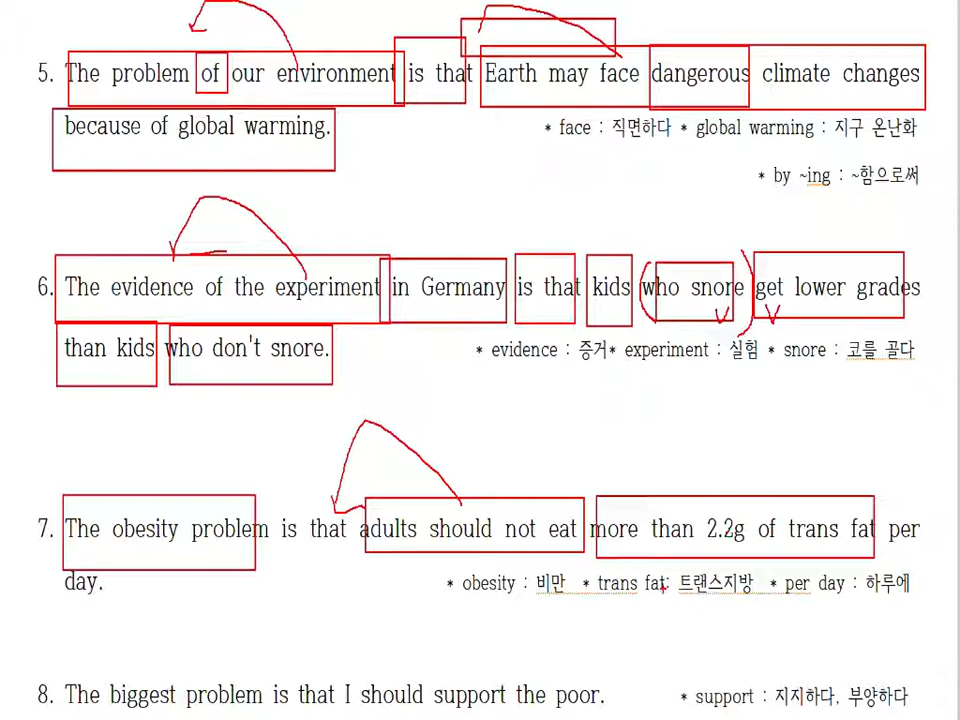 5. The problem of our environment is that Earth may face dangerous climate changes
because of global warming. * face : 직면하다 * global warming : 지구 온난화
* by ~ing : ~함으로써
6. The evidence of the experiment in Germany is that kids who snore get lower grades
than kids who don't snore. * evidence : 증거* experiment : 실험 * snore : 코를 골다
7. The obesity problem is that adults should not eat more than 2.2g of trans fat per
day. * obesity : 비만 * trans fat: 트랜스지방 * per day : 하루에
8. The biggest problem is that I should support the poor. * support : 지지하다, 부양하다